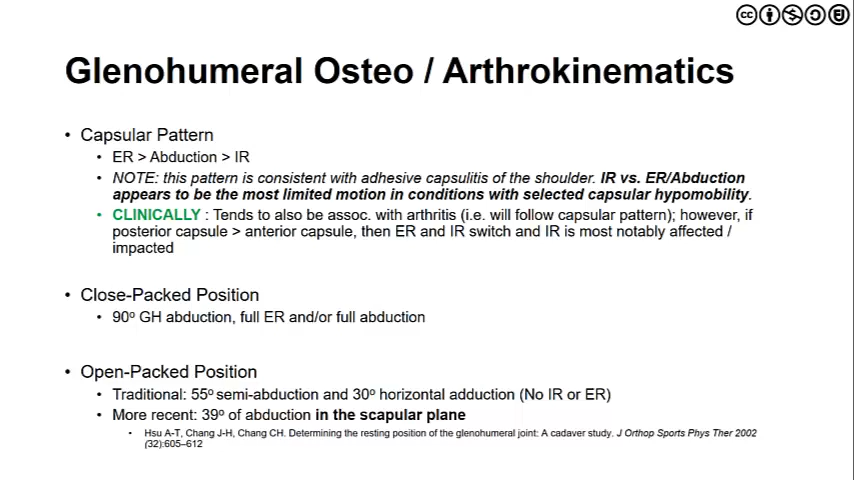 Glenohumeral Osteo / Arthrokinematics
• Capsular Pattern
• ER > Abduction > IR
• NOTE: this pattern is consistent with adhesive capsulitis of the shoulder. IR vs. ER/Abduction
appears to be the most limited motion in conditions with selected capsular hypomobility.
• CLINICALLY : Tends to also be assoc. with arthritis (i.e. will follow capsular pattern); however, if
posterior capsule > anterior capsule, then ER and IR switch and IR is most notably affected /
impacted
• Close-Packed Position
• 90º GH abduction, full ER and/or full abduction
• Open-Packed Position
• Traditional: 55º semi-abduction and 30º horizontal adduction (No IR or ER)
• More recent: 39º of abduction in the scapular plane
• Hsu A-T, Chang J-H, Chang CH. Determining the resting position of the glenohumeral joint: A cadaver study. J Orthop Sports Phys Ther 2002
(32):605–612